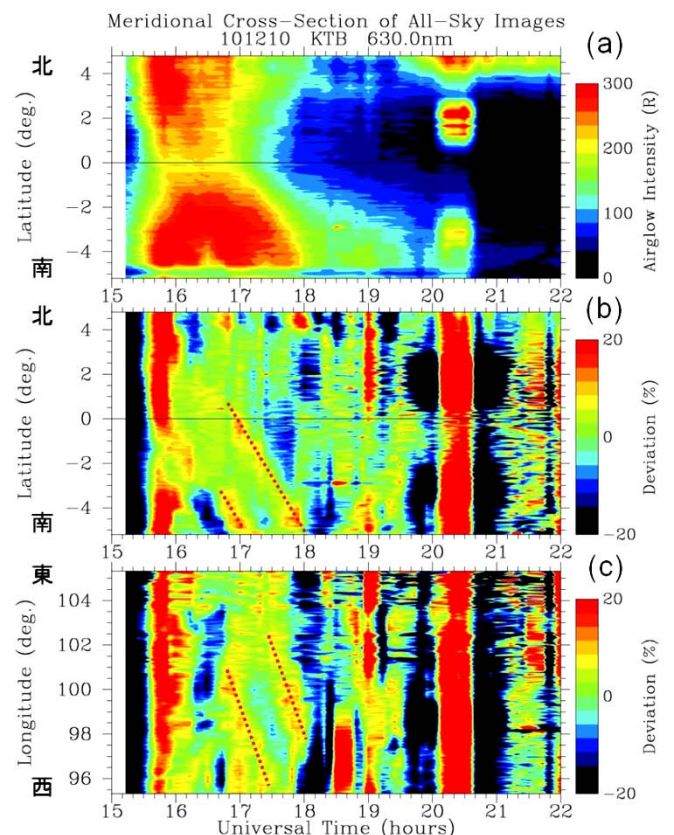 Meridional Cross-Section of All-Sky Images
101210 KTB 630.0nm
(a)
北
Latitude (deg.)
南
4
2
0
-2
-4
15 16 17 18 19 20 21 22
300
200
100
0
Airglow Intensity (R)
(b)
北
Latitude (deg.)
南
4
2
0
-2
-4
15 16 17 18 19 20 21 22
20
10
0
-10
-20
Deviation (%)
(c)
東
Longitude (deg.)
西
104
102
100
98
96
15 16 17 18 19 20 21 22
Universal Time (hours)
20
10
0
-10
-20
Deviation (%)